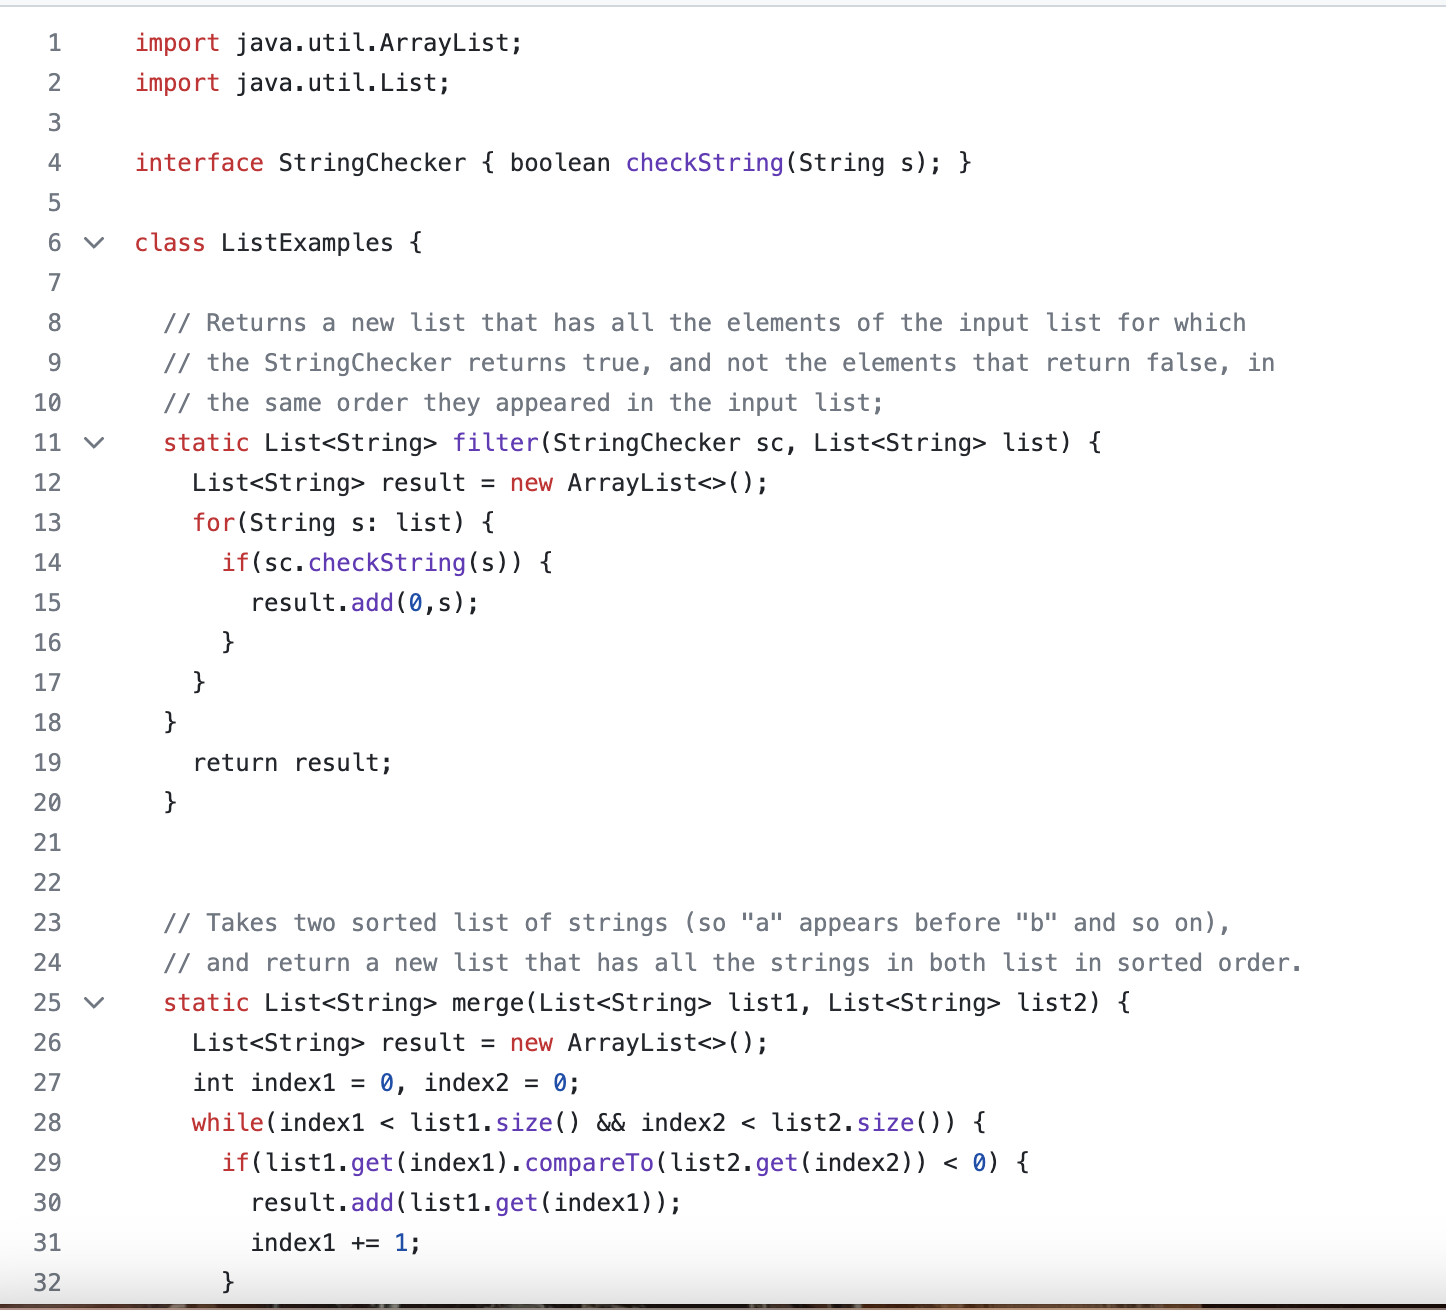 1 import java.util.ArrayList;
2 import java.util.List;
3
4 interface StringChecker { boolean checkString(String s); }
5
6 class ListExamples {
7
8   // Returns a new list that has all the elements of the input list for which
9   // the StringChecker returns true, and not the elements that return false, in
10   // the same order they appeared in the input list;
11   static List<String> filter(StringChecker sc, List<String> list) {
12     List<String> result = new ArrayList<>();
13     for(String s: list) {
14       if(sc.checkString(s)) {
15         result.add(0,s);
16       }
17     }
18   }
19     return result;
20   }
21
22
23   // Takes two sorted list of strings (so "a" appears before "b" and so on),
24   // and return a new list that has all the strings in both list in sorted order.
25   static List<String> merge(List<String> list1, List<String> list2) {
26     List<String> result = new ArrayList<>();
27     int index1 = 0, index2 = 0;
28     while(index1 < list1.size() && index2 < list2.size()) {
29       if(list1.get(index1).compareTo(list2.get(index2)) < 0) {
30         result.add(list1.get(index1));
31         index1 += 1;
32       }